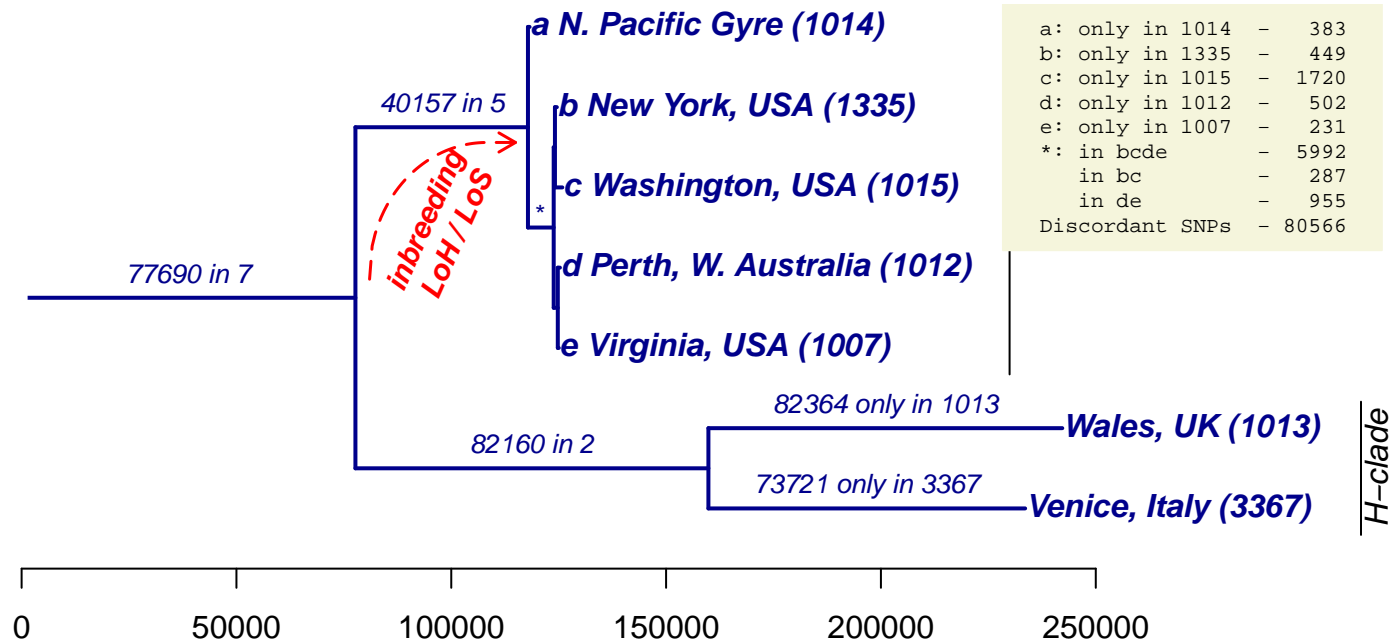 a N. Pacific Gyre (1014)
40157 in 5
b New York, USA (1335)
c Washington, USA (1015)
*
inbreeding
LoH / LoS
d Perth, W. Australia (1012)
77690 in 7
e Virginia, USA (1007)
a: only in 1014 – 383
b: only in 1335 – 449
c: only in 1015 – 1720
d: only in 1012 – 502
e: only in 1007 – 231
*: in bcde – 5992
in bc – 287
in de – 955
Discordant SNPs – 80566
82364 only in 1013
Wales, UK (1013)
82160 in 2
73721 only in 3367
Venice, Italy (3367)
H–clade
0 50000 100000 150000 200000 250000